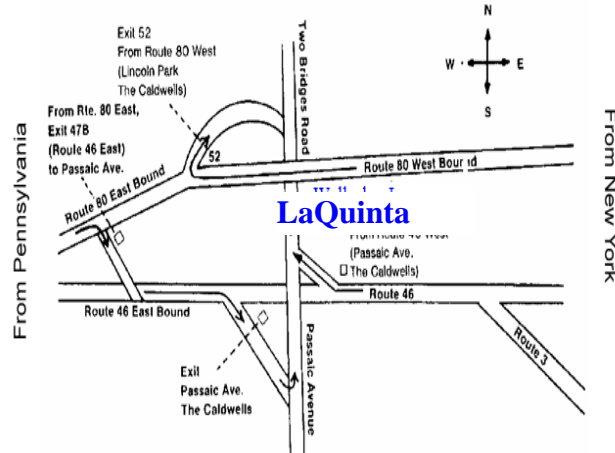 N
W
E
S
Exit 52
From Route 80 West
(Lincoln Park
The Caldwells)
Two Bridges Road
From Rte. 80 East,
Exit 47B
(Route 46 East)
to Passaic Ave.
52
Route 80 West Bound
Route 80 East Bound
LaQuinta
From Route 46 West
(Passaic Ave.
The Caldwells)
Route 46
Route 46 East Bound
Route 3
Exit
Passaic Ave.
The Caldwells
Passaic Avenue
From Pennsylvania
From New York